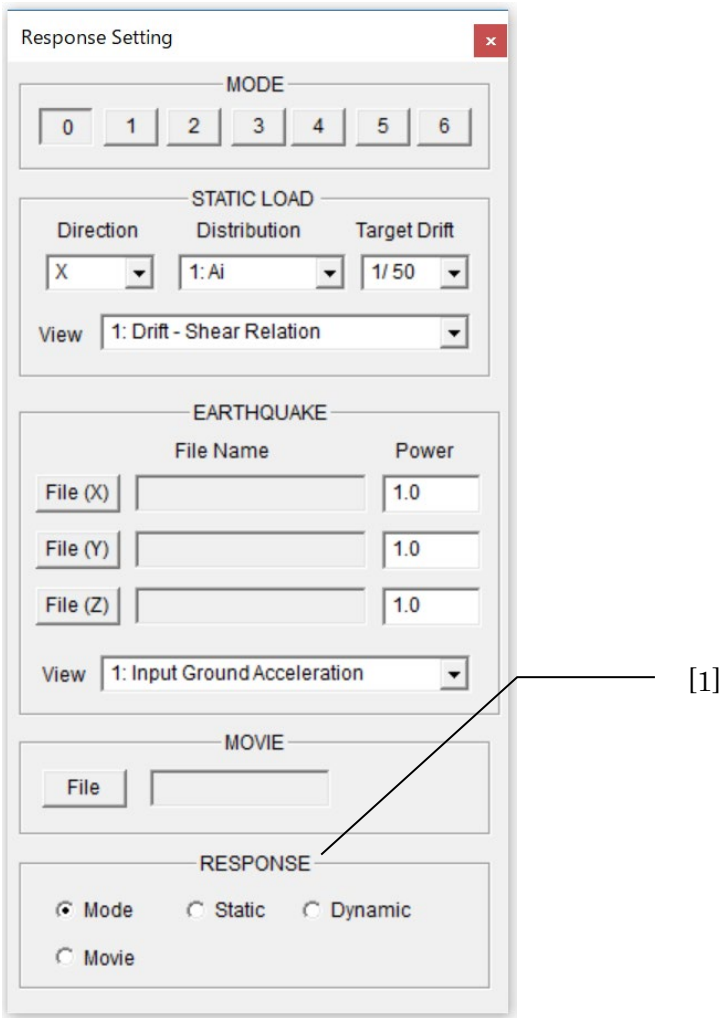 Response Setting
×
MODE
0 1 2 3 4 5 6
STATIC LOAD
Direction Distribution Target Drift
X 1: Ai 1/ 50
View 1: Drift - Shear Relation
EARTHQUAKE
File Name Power
File (X) 1.0
File (Y) 1.0
File (Z) 1.0
View 1: Input Ground Acceleration
[1]
MOVIE
File
RESPONSE
Mode Static Dynamic
Movie